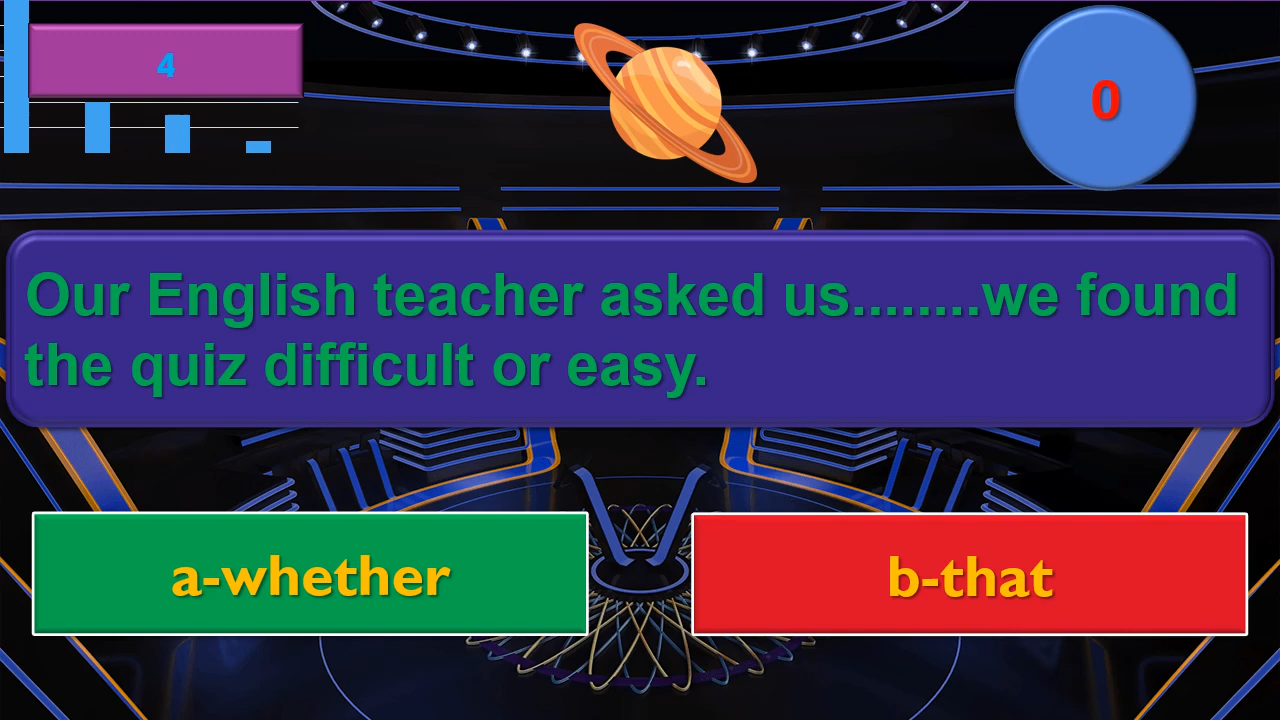 4
0
Our English teacher asked us........we found
the quiz difficult or easy.
a-whether
b-that